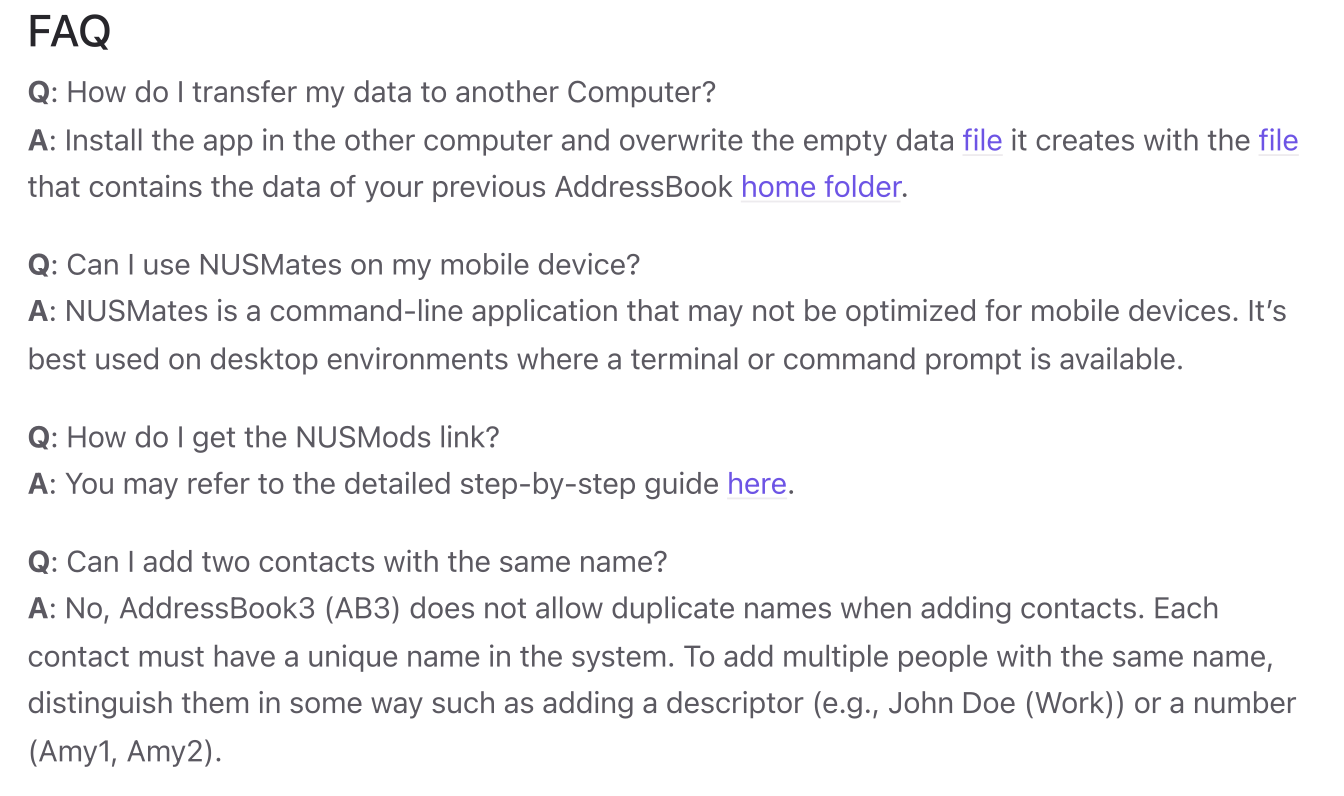 FAQ
Q: How do I transfer my data to another Computer?
A: Install the app in the other computer and overwrite the empty data file it creates with the file
that contains the data of your previous AddressBook home folder.
Q: Can I use NUSMates on my mobile device?
A: NUSMates is a command-line application that may not be optimized for mobile devices. It’s
best used on desktop environments where a terminal or command prompt is available.
Q: How do I get the NUSMods link?
A: You may refer to the detailed step-by-step guide here.
Q: Can I add two contacts with the same name?
A: No, AddressBook3 (AB3) does not allow duplicate names when adding contacts. Each
contact must have a unique name in the system. To add multiple people with the same name,
distinguish them in some way such as adding a descriptor (e.g., John Doe (Work)) or a number
(Amy1, Amy2).